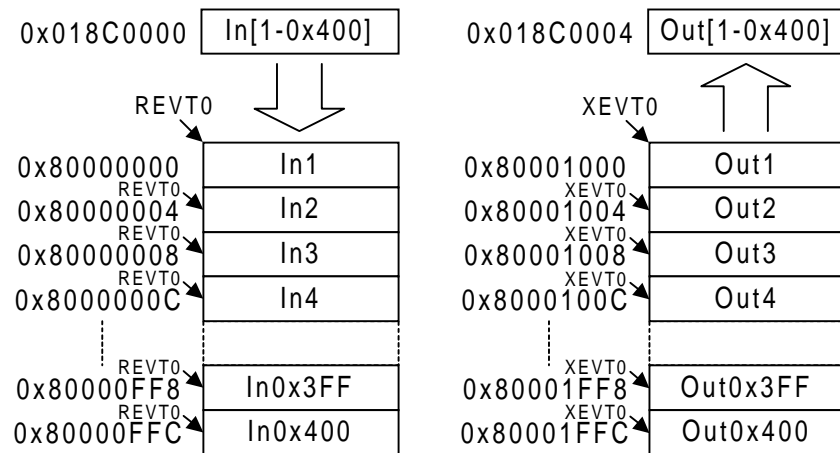 0x018C0000 In[1-0x400]
REVT0
0x80000000 In1
REVT0
0x80000004 In2
REVT0
0x80000008 In3
REVT0
0x8000000C In4
REVT0
0x80000FF8 In0x3FF
REVT0
0x80000FFC In0x400
0x018C0004 Out[1-0x400]
XEVT0
0x80001000 Out1
XEVT0
0x80001004 Out2
XEVT0
0x80001008 Out3
XEVT0
0x8000100C Out4
XEVT0
0x80001FF8 Out0x3FF
XEVT0
0x80001FFC Out0x400